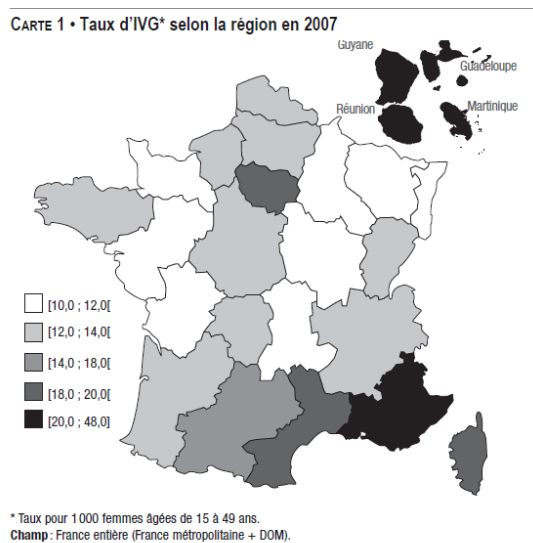 CARTE 1 • Taux d'IVG* selon la région en 2007
Guyane
Guadeloupe
Réunion
Martinique
[10,0 ; 12,0[
[12,0 ; 14,0[
[14,0 ; 18,0[
[18,0 ; 20,0[
[20,0 ; 48,0]
* Taux pour 1 000 femmes âgées de 15 à 49 ans.
Champ : France entière (France métropolitaine + DOM).